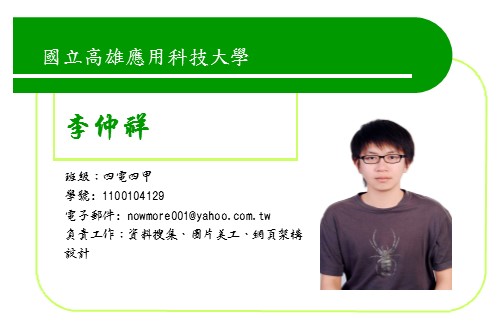 國立高雄應用科技大學
李仲祥
班級：四電四甲
學號：1100104129
電子郵件：nowmore001@yahoo.com.tw
負責工作：資料搜集、圖片美工、網頁架構
設計